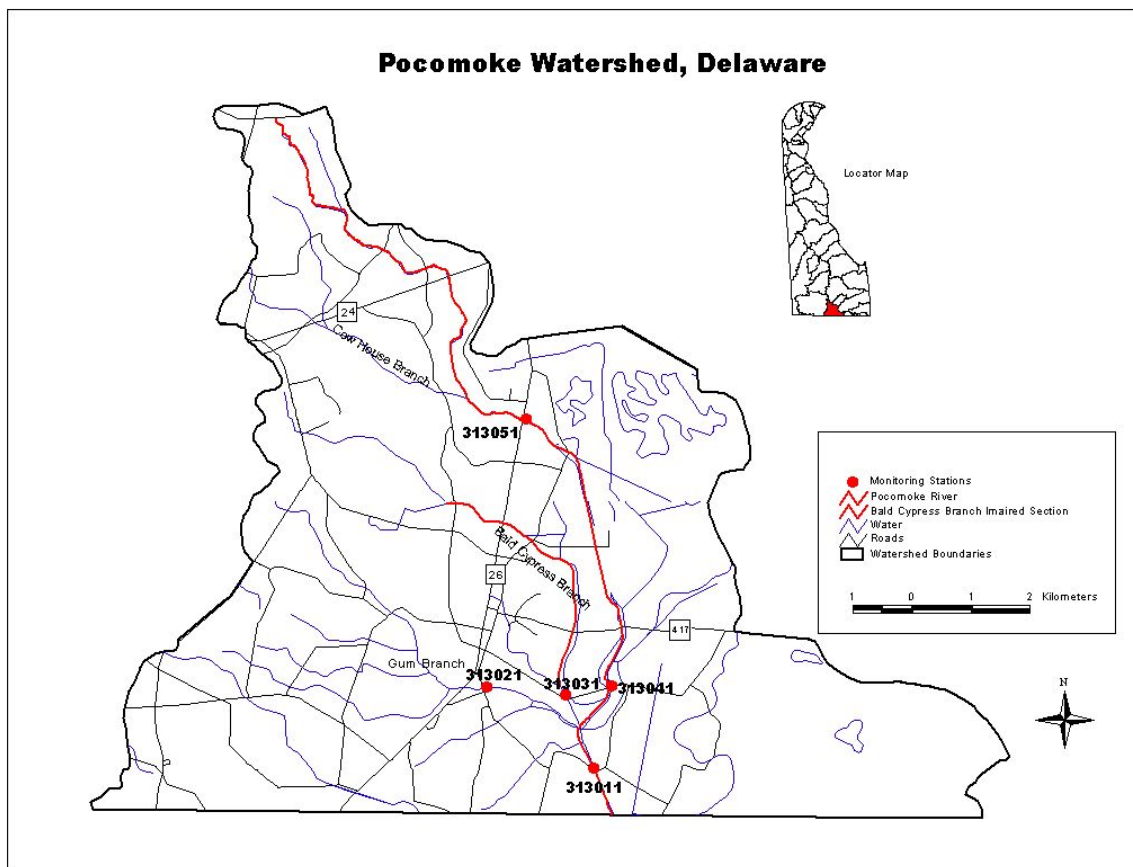 Pocomoke Watershed, Delaware
Locator Map
24
Cow House Branch
313051
Monitoring Stations
Pocomoke River
Bald Cypress Branch Imaired Section
Water
Roads
Watershed Boundaries
1 0 1 2 Kilometers
Bald Cypress Branch
26
417
Gum Branch
313021
313031
313041
N
313011